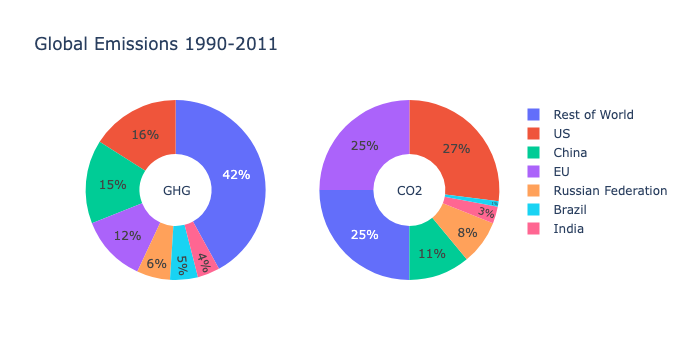 Global Emissions 1990-2011
16%
42%
15%
GHG
12%
6%
5%
4%
25%
27%
CO2
1%
3%
25%
8%
11%
Rest of World
US
China
EU
Russian Federation
Brazil
India